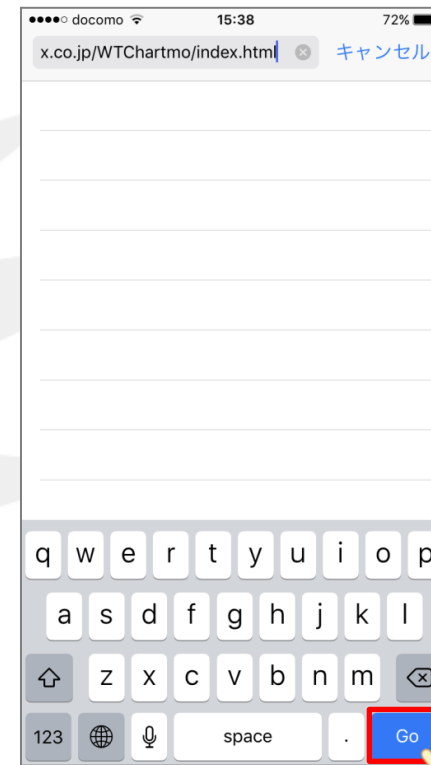 docomo 15:38 72%
x.co.jp/WTChartmo/index.html キャンセル
q w e r t y u i o p
a s d f g h j k l
z x c v b n m
123 space . Go